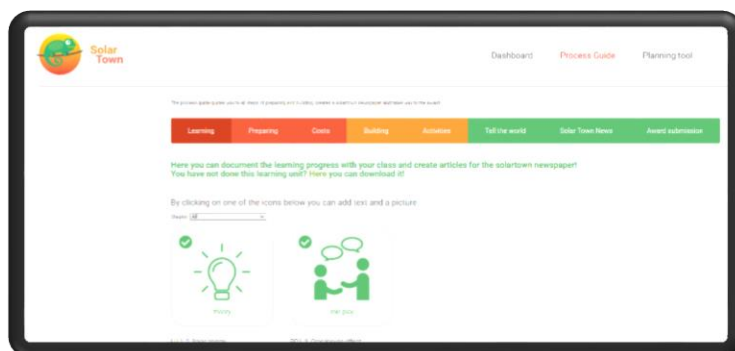 Solar
Town
Dashboard Process Guide Planning tool
Learning Preparing Costs Building Activities Tell the world Solar Town News Award submission
Here you can document the learning progress with your class and create articles for the solartown newspaper!
You have not done this learning unit? Here you can download it!
By clicking on one of the icons below you can add text and a picture